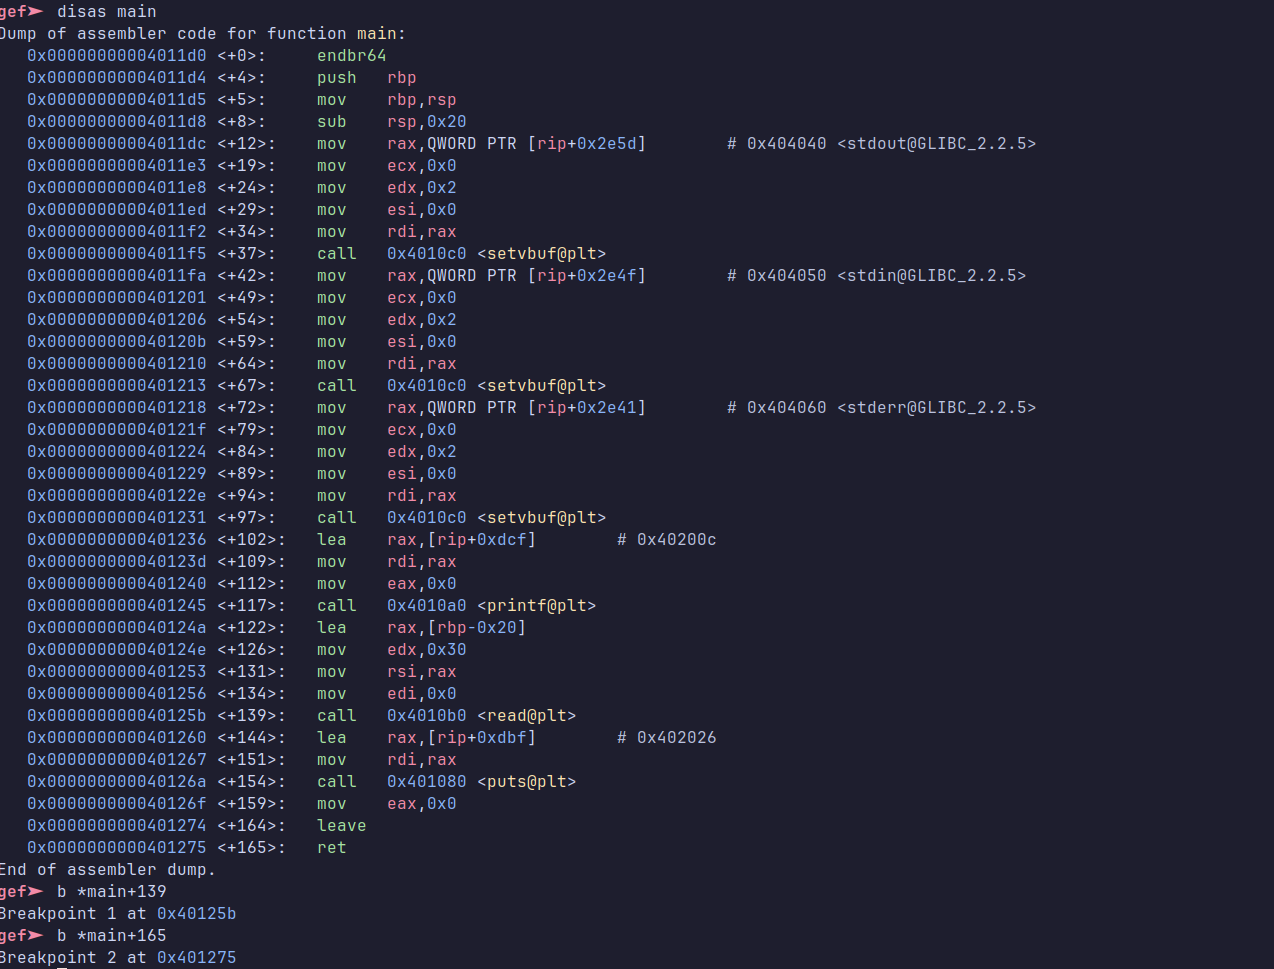 gef➤  disas main
Dump of assembler code for function main:
   0x00000000004011d0 <+0>:     endbr64
   0x00000000004011d4 <+4>:     push   rbp
   0x00000000004011d5 <+5>:     mov    rbp,rsp
   0x00000000004011d8 <+8>:     sub    rsp,0x20
   0x00000000004011dc <+12>:    mov    rax,QWORD PTR [rip+0x2e5d]        # 0x404040 <stdout@GLIBC_2.2.5>
   0x00000000004011e3 <+19>:    mov    ecx,0x0
   0x00000000004011e8 <+24>:    mov    edx,0x2
   0x00000000004011ed <+29>:    mov    esi,0x0
   0x00000000004011f2 <+34>:    mov    rdi,rax
   0x00000000004011f5 <+37>:    call   0x4010c0 <setvbuf@plt>
   0x00000000004011fa <+42>:    mov    rax,QWORD PTR [rip+0x2e4f]        # 0x404050 <stdin@GLIBC_2.2.5>
   0x0000000000401201 <+49>:    mov    ecx,0x0
   0x0000000000401206 <+54>:    mov    edx,0x2
   0x000000000040120b <+59>:    mov    esi,0x0
   0x0000000000401210 <+64>:    mov    rdi,rax
   0x0000000000401213 <+67>:    call   0x4010c0 <setvbuf@plt>
   0x0000000000401218 <+72>:    mov    rax,QWORD PTR [rip+0x2e41]        # 0x404060 <stderr@GLIBC_2.2.5>
   0x000000000040121f <+79>:    mov    ecx,0x0
   0x0000000000401224 <+84>:    mov    edx,0x2
   0x0000000000401229 <+89>:    mov    esi,0x0
   0x000000000040122e <+94>:    mov    rdi,rax
   0x0000000000401231 <+97>:    call   0x4010c0 <setvbuf@plt>
   0x0000000000401236 <+102>:   lea    rax,[rip+0xdcf]        # 0x40200c
   0x000000000040123d <+109>:   mov    rdi,rax
   0x0000000000401240 <+112>:   mov    eax,0x0
   0x0000000000401245 <+117>:   call   0x4010a0 <printf@plt>
   0x000000000040124a <+122>:   lea    rax,[rbp-0x20]
   0x000000000040124e <+126>:   mov    edx,0x30
   0x0000000000401253 <+131>:   mov    rsi,rax
   0x0000000000401256 <+134>:   mov    edi,0x0
   0x000000000040125b <+139>:   call   0x4010b0 <read@plt>
   0x0000000000401260 <+144>:   lea    rax,[rip+0xdbf]        # 0x402026
   0x0000000000401267 <+151>:   mov    rdi,rax
   0x000000000040126a <+154>:   call   0x401080 <puts@plt>
   0x000000000040126f <+159>:   mov    eax,0x0
   0x0000000000401274 <+164>:   leave
   0x0000000000401275 <+165>:   ret
End of assembler dump.
gef➤  b *main+139
Breakpoint 1 at 0x40125b
gef➤  b *main+165
Breakpoint 2 at 0x401275